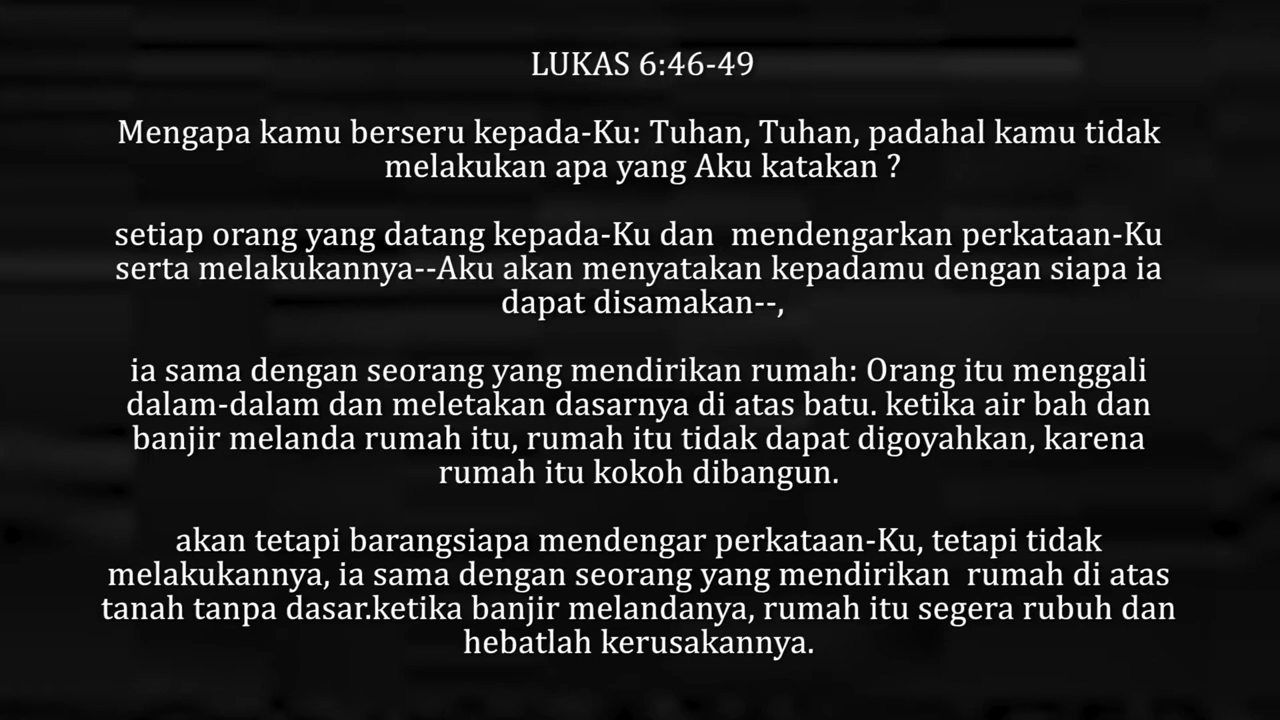 LUKAS 6:46-49
Mengapa kamu berseru kepada-Ku: Tuhan, Tuhan, padahal kamu tidak
melakukan apa yang Aku katakan ?
setiap orang yang datang kepada-Ku dan  mendengarkan perkataan-Ku
serta melakukannya--Aku akan menyatakan kepadamu dengan siapa ia
dapat disamakan--,
ia sama dengan seorang yang mendirikan rumah: Orang itu menggali
dalam-dalam dan meletakan dasarnya di atas batu. ketika air bah dan
banjir melanda rumah itu, rumah itu tidak dapat digoyahkan, karena
rumah itu kokoh dibangun.
akan tetapi barangsiapa mendengar perkataan-Ku, tetapi tidak
melakukannya, ia sama dengan seorang yang mendirikan  rumah di atas
tanah tanpa dasar.ketika banjir melandanya, rumah itu segera rubuh dan
hebatlah kerusakannya.